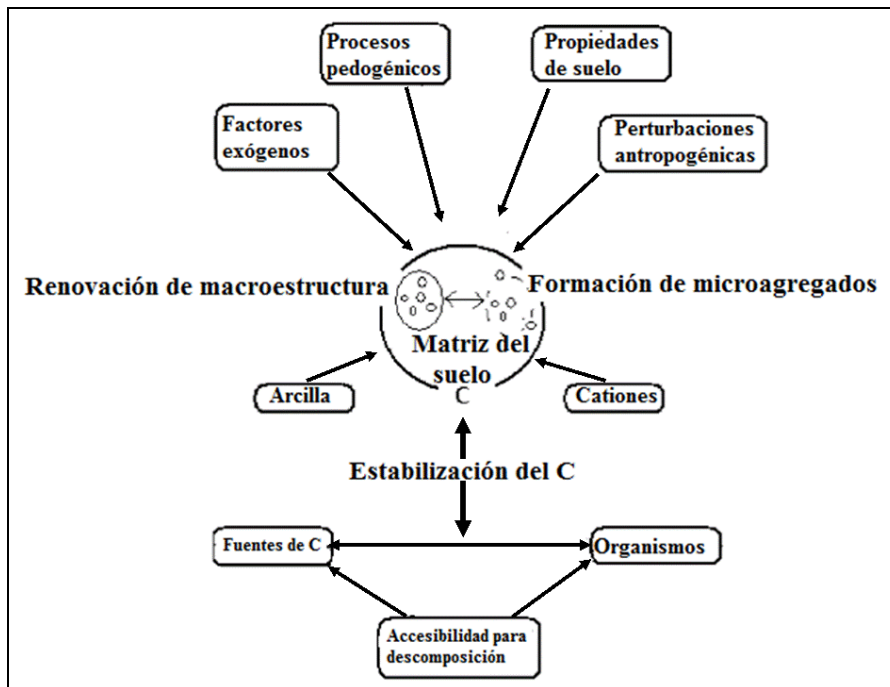 Procesos
pedogénicos
Propiedades
de suelo
Factores
exógenos
Perturbaciones
antropogénicas
Renovación de macroestructura
Formación de microagregados
Matriz del
suelo
C
Arcilla
Cationes
Estabilización del C
Fuentes de C
Organismos
Accesibilidad para
descomposición